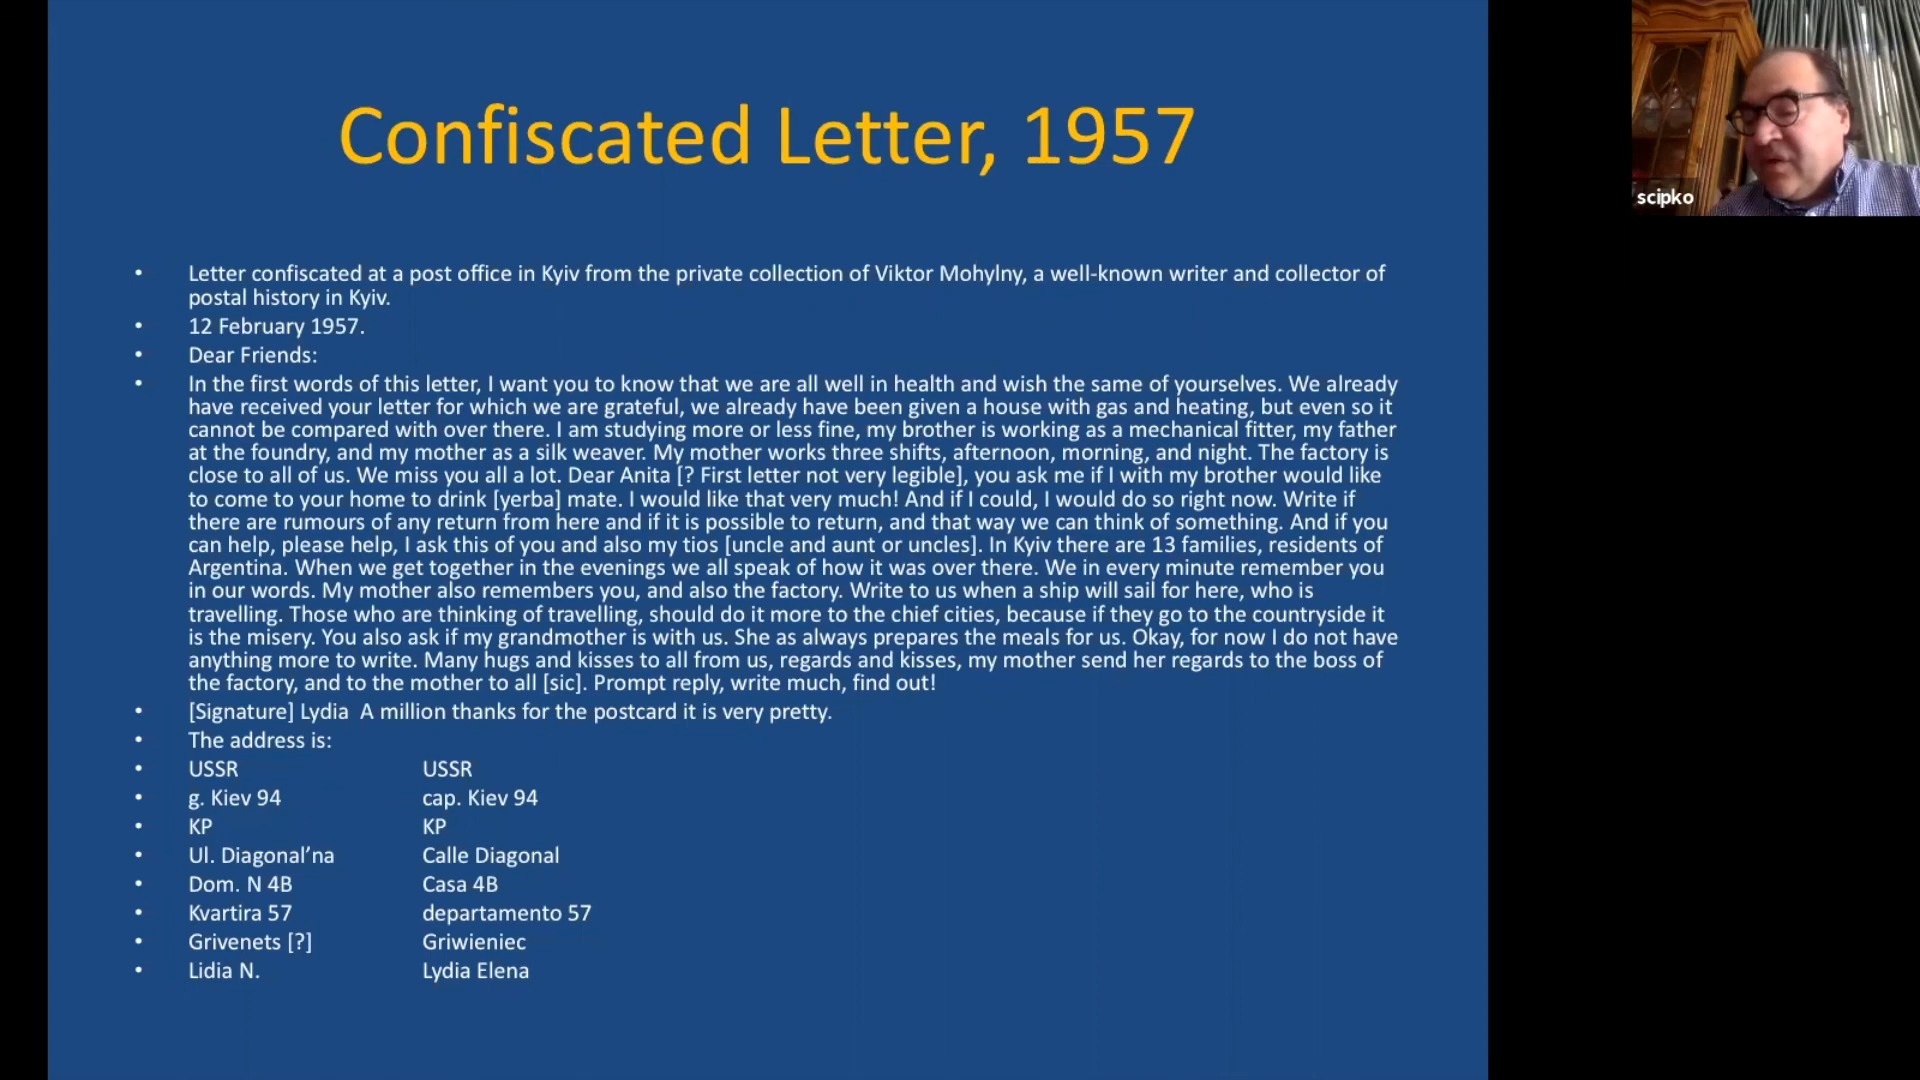 Confiscated Letter, 1957
scipko
• Letter confiscated at a post office in Kyiv from the private collection of Viktor Mohylny, a well-known writer and collector of
postal history in Kyiv.
• 12 February 1957.
• Dear Friends:
• In the first words of this letter, I want you to know that we are all well in health and wish the same of yourselves. We already
have received your letter for which we are grateful, we already have been given a house with gas and heating, but even so it
cannot be compared with over there. I am studying more or less fine, my brother is working as a mechanical fitter, my father
at the foundry, and my mother as a silk weaver. My mother works three shifts, afternoon, morning, and night. The factory is
close to all of us. We miss you all a lot. Dear Anita [? First letter not very legible], you ask me if I with my brother would like
to come to your home to drink [yerba] mate. I would like that very much! And if I could, I would do so right now. Write if
there are rumours of any return from here and if it is possible to return, and that way we can think of something. And if you
can help, please help, I ask this of you and also my tios [uncle and aunt or uncles]. In Kyiv there are 13 families, residents of
Argentina. When we get together in the evenings we all speak of how it was over there. We in every minute remember you
in our words. My mother also remembers you, and also the factory. Write to us when a ship will sail for here, who is
travelling. Those who are thinking of travelling, should do it more to the chief cities, because if they go to the countryside it
is the misery. You also ask if my grandmother is with us. She as always prepares the meals for us. Okay, for now I do not have
anything more to write. Many hugs and kisses to all from us, regards and kisses, my mother send her regards to the boss of
the factory, and to the mother to all [sic]. Prompt reply, write much, find out!
• [Signature] Lydia  A million thanks for the postcard it is very pretty.
• The address is:
• USSR USSR
• g. Kiev 94 cap. Kiev 94
• KP KP
• Ul. Diagonal’na Calle Diagonal
• Dom. N 4B Casa 4B
• Kvartira 57 departamento 57
• Grivenets [?] Griwieniec
• Lidia N. Lydia Elena